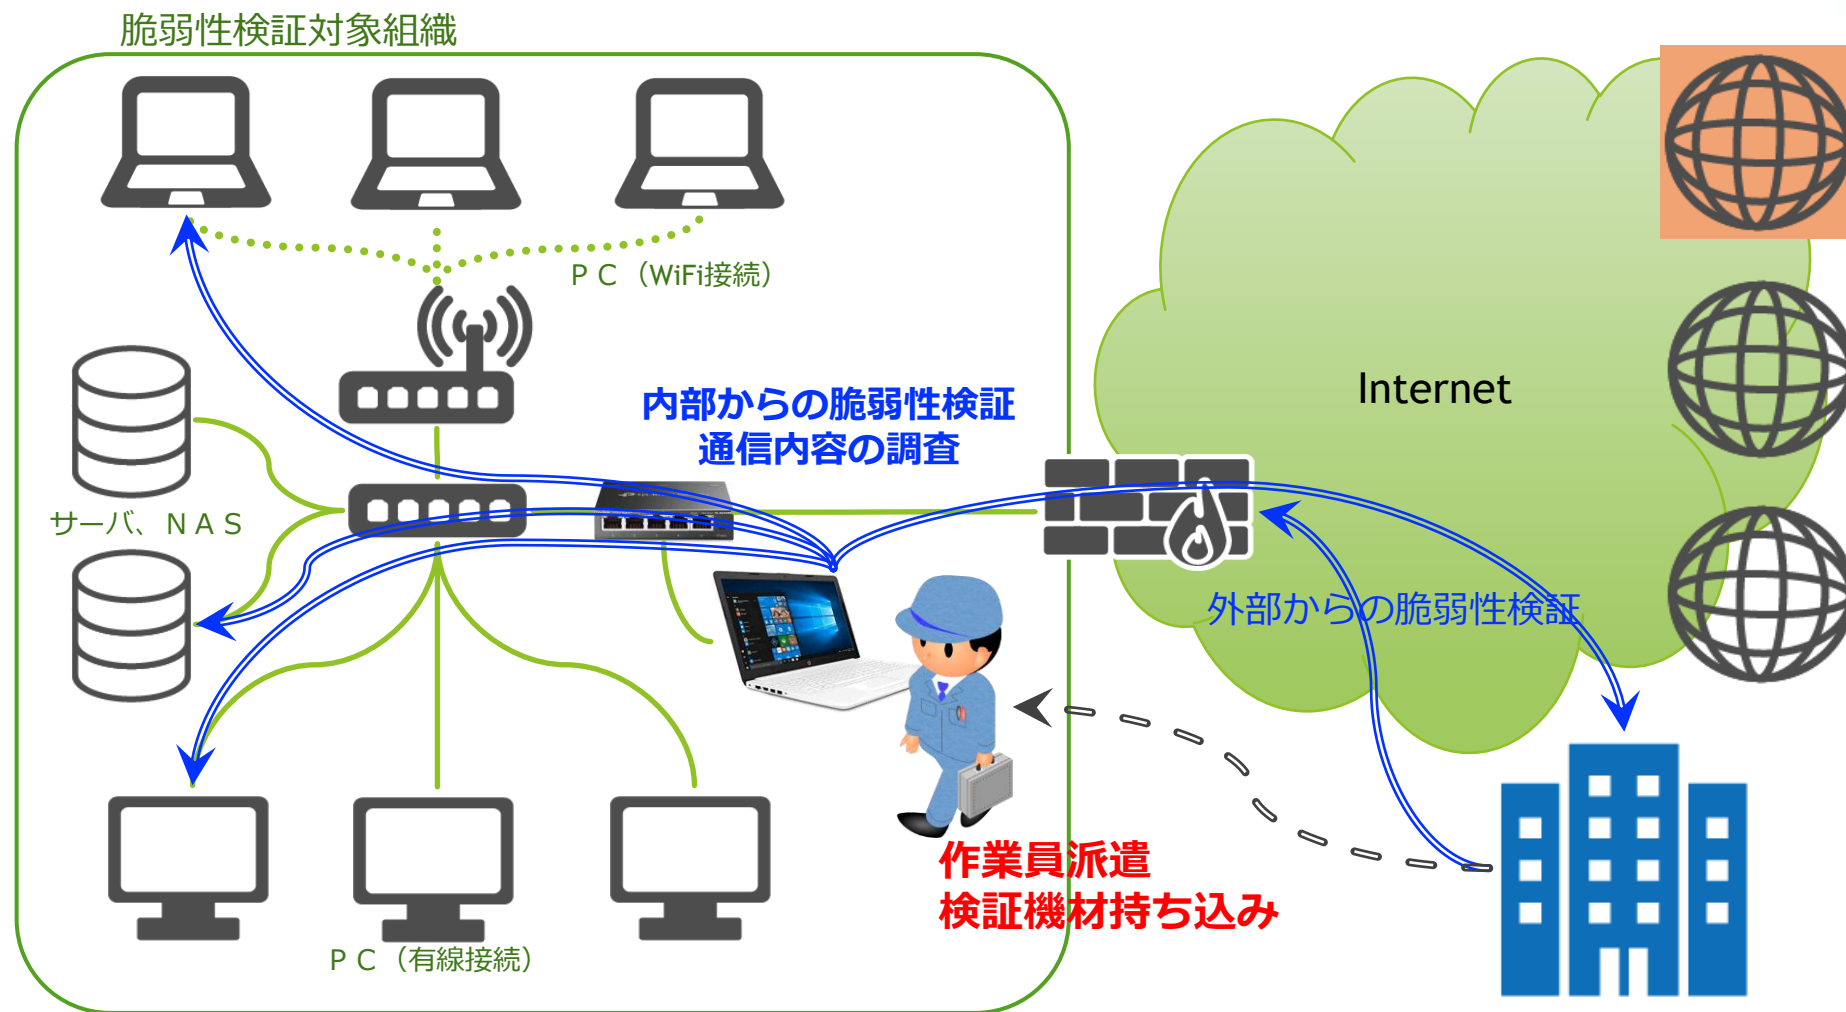 脆弱性検証対象組織
ＰＣ（WiFi接続）
内部からの脆弱性検証
通信内容の調査
Internet
サーバ、ＮＡＳ
外部からの脆弱性検証
作業員派遣
検証機材持ち込み
ＰＣ（有線接続）